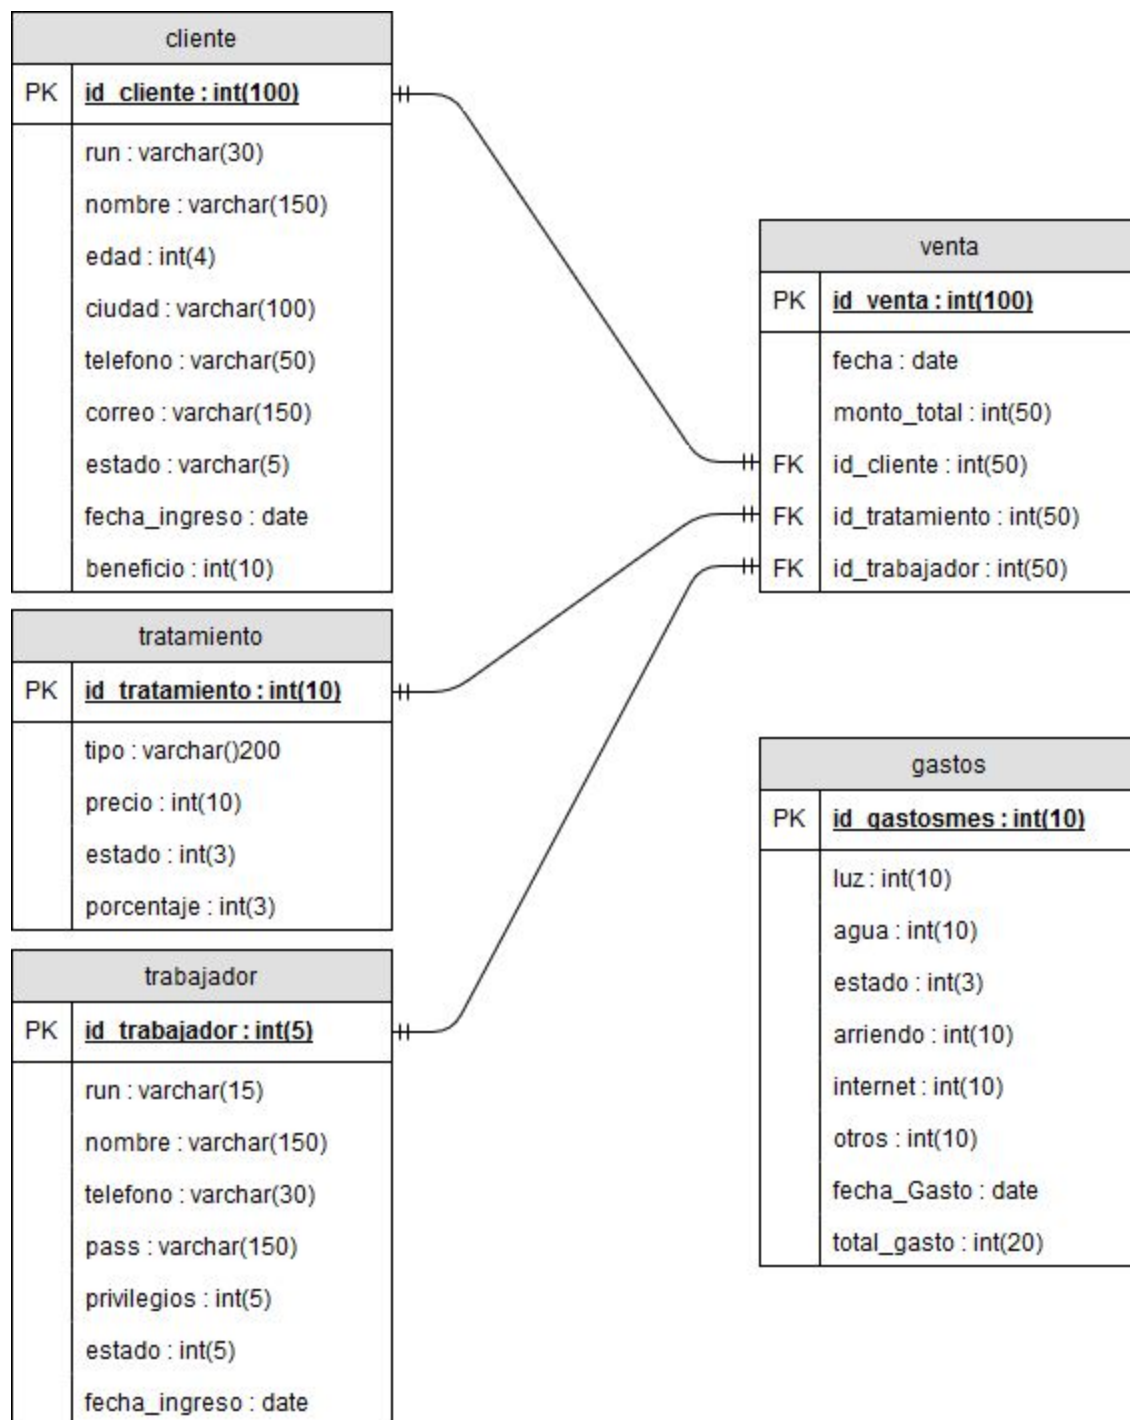 cliente
PK id_cliente : int(100)
run : varchar(30)
nombre : varchar(150)
edad : int(4)
ciudad : varchar(100)
telefono : varchar(50)
correo : varchar(150)
estado : varchar(5)
fecha_ingreso : date
beneficio : int(10)
tratamiento
PK id_tratamiento : int(10)
tipo : varchar()200
precio : int(10)
estado : int(3)
porcentaje : int(3)
trabajador
PK id_trabajador : int(5)
run : varchar(15)
nombre : varchar(150)
telefono : varchar(30)
pass : varchar(150)
privilegios : int(5)
estado : int(5)
fecha_ingreso : date
venta
PK id_venta : int(100)
fecha : date
monto_total : int(50)
FK id_cliente : int(50)
FK id_tratamiento : int(50)
FK id_trabajador : int(50)
gastos
PK id_gastosmes : int(10)
luz : int(10)
agua : int(10)
estado : int(3)
arriendo : int(10)
internet : int(10)
otros : int(10)
fecha_Gasto : date
total_gasto : int(20)